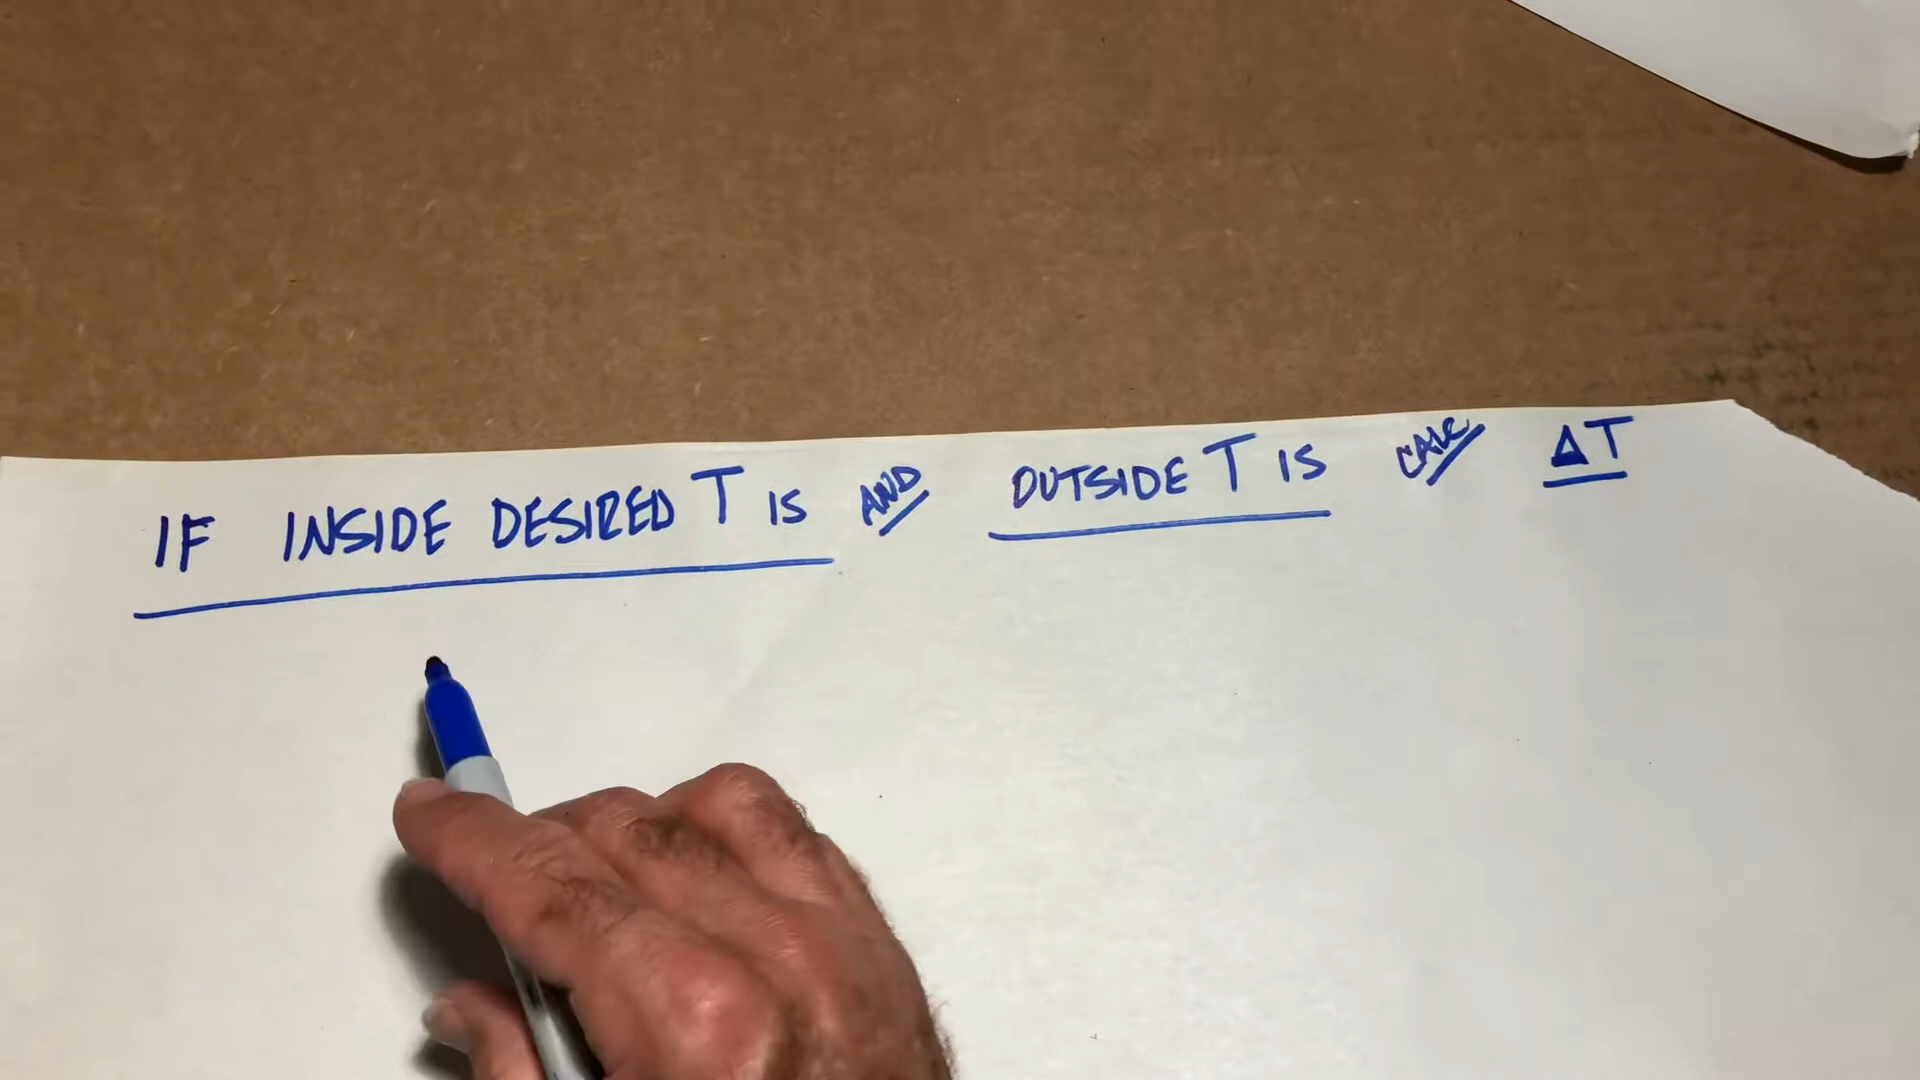 IF INSIDE DESIRED T IS AND OUTSIDE T IS CALC ΔT